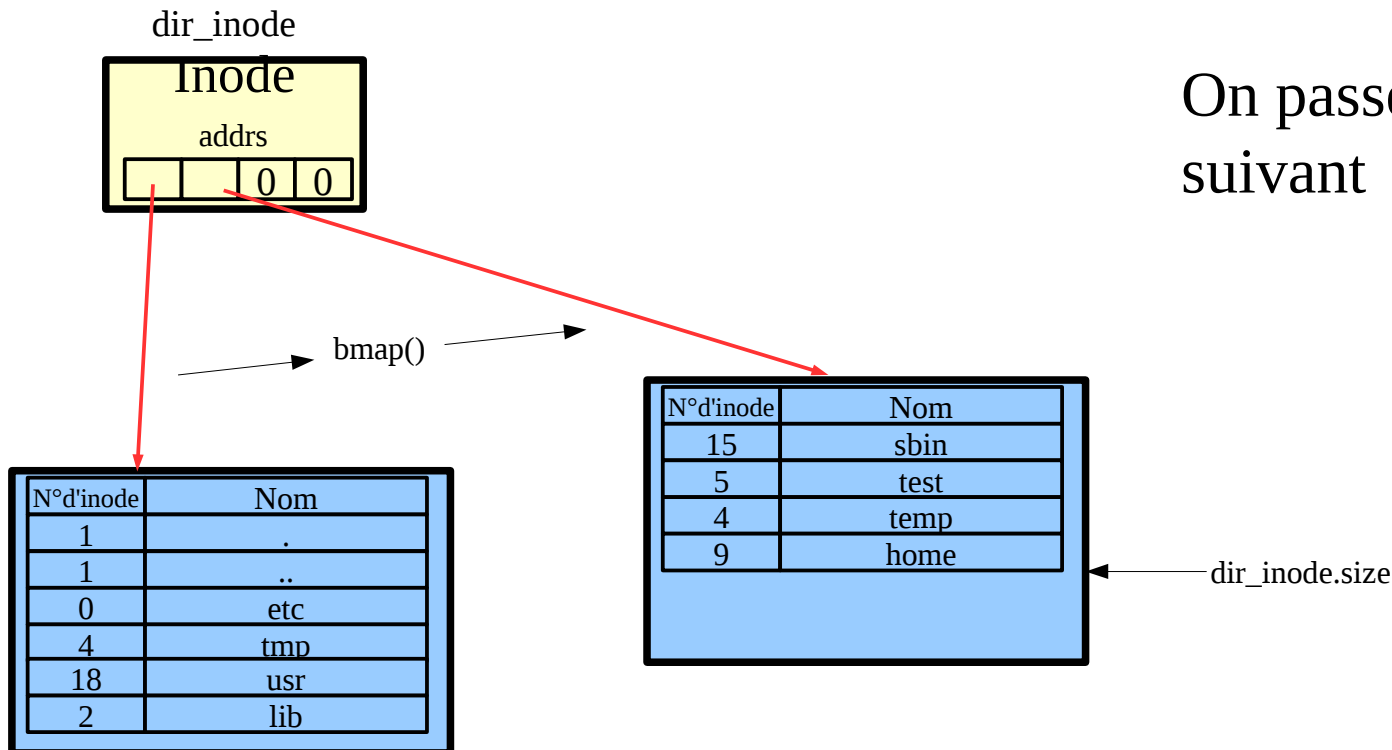 dir_inode
Inode
addrs
0 0
On passe
suivant
bmap()
N°d'inode Nom
15 sbin
5 test
4 temp
9 home
dir_inode.size
N°d'inode Nom
1 .
1 ..
0 etc
4 tmp
18 usr
2 lib